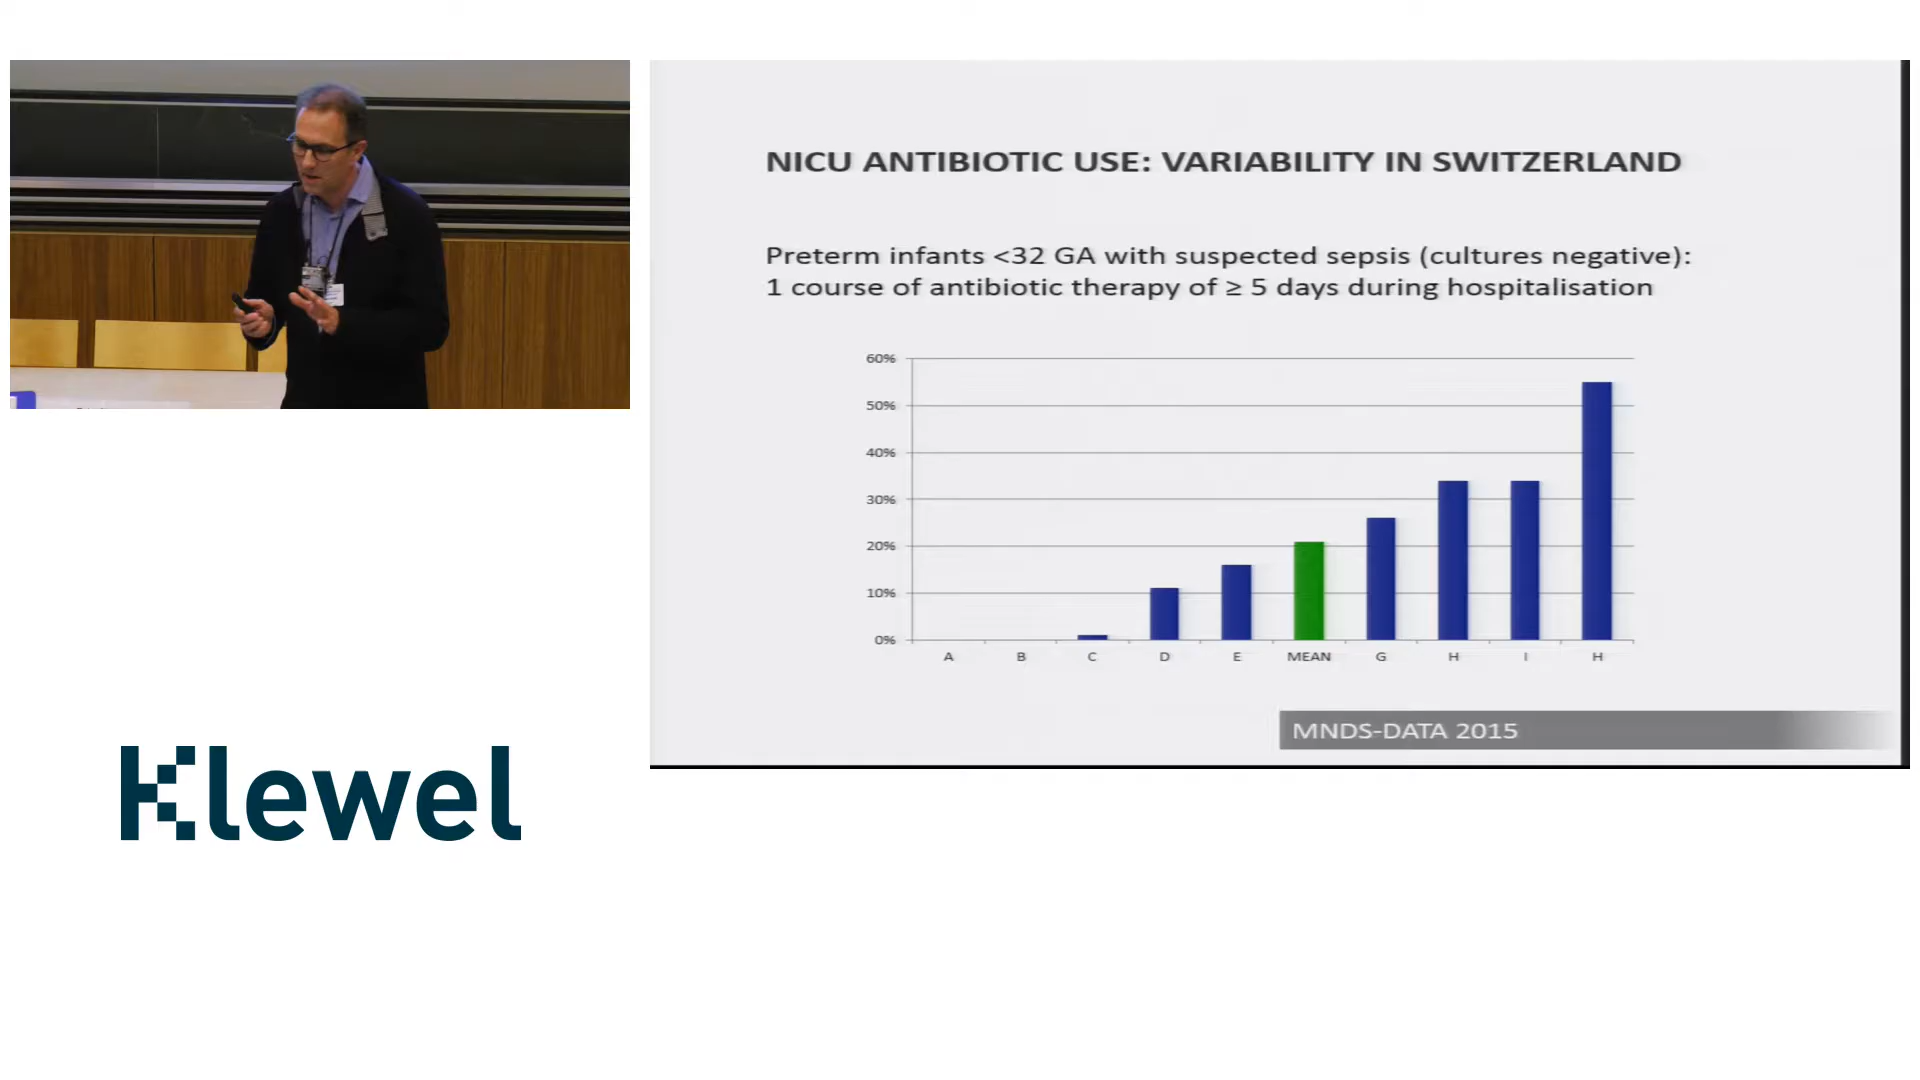 NICU ANTIBIOTIC USE: VARIABILITY IN SWITZERLAND
Preterm infants <32 GA with suspected sepsis (cultures negative):
1 course of antibiotic therapy of ≥ 5 days during hospitalisation
60%
50%
40%
30%
20%
10%
0%
A B C D E MEAN G H I H
MNDS-DATA 2015
Klewel